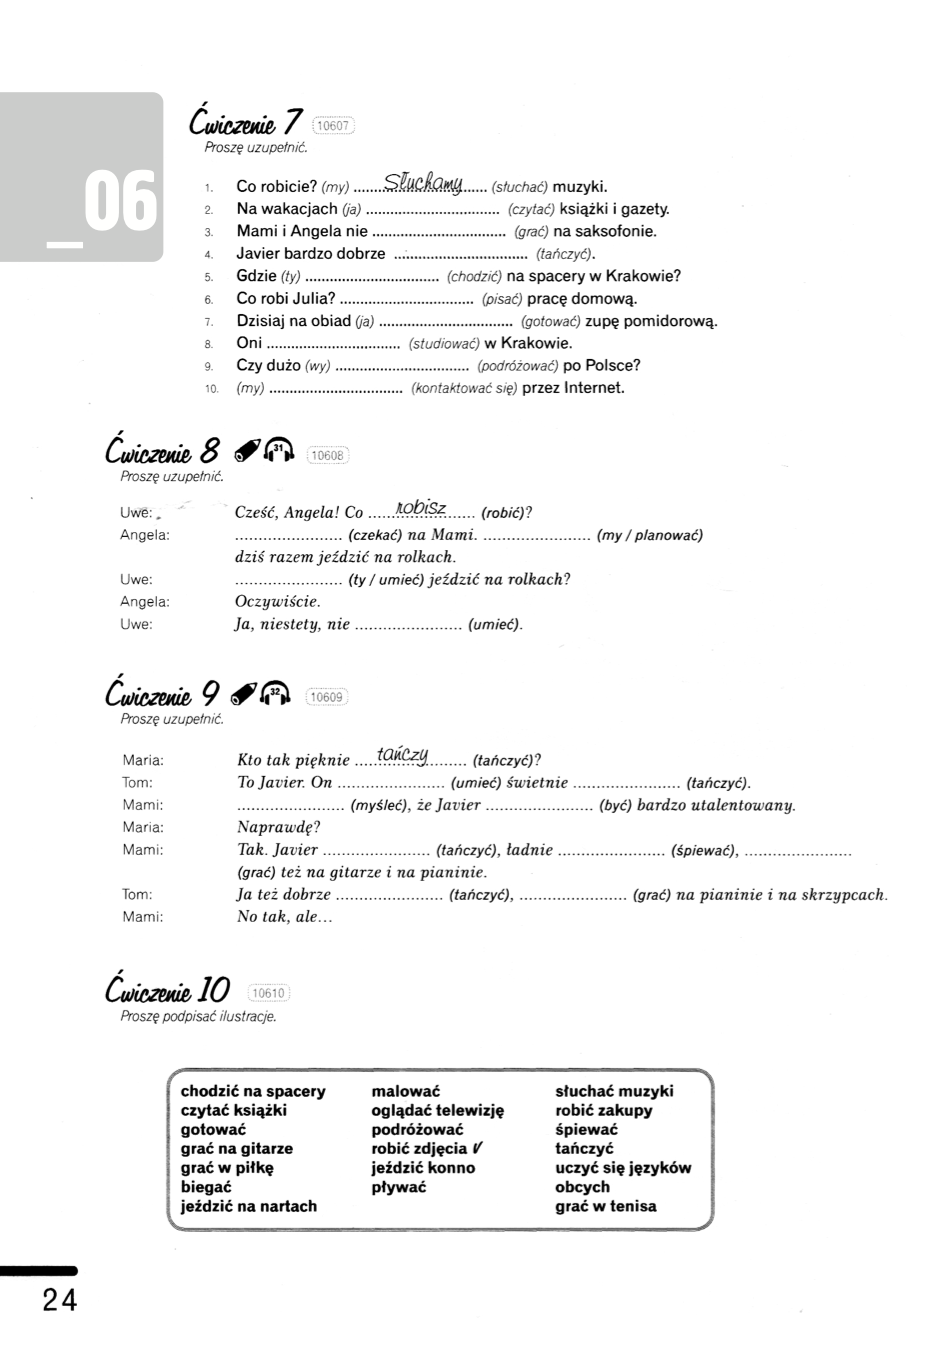 _06
Ćwiczenie 7 10607
Proszę uzupełnić.
1. Co robicie? (my) .......Słuchamy...... (słuchać) muzyki.
2. Na wakacjach (ja) ................................. (czytać) książki i gazety.
3. Mami i Angela nie ................................. (grać) na saksofonie.
4. Javier bardzo dobrze ................................. (tańczyć).
5. Gdzie (ty) ................................. (chodzić) na spacery w Krakowie?
6. Co robi Julia? ................................. (pisać) pracę domową.
7. Dzisiaj na obiad (ja) ................................. (gotować) zupę pomidorową.
8. Oni ................................. (studiować) w Krakowie.
9. Czy dużo (wy) ................................. (podróżować) po Polsce?
10. (my) ................................. (kontaktować się) przez Internet.
Ćwiczenie 8 31 10608
Proszę uzupełnić.
Uwe: Cześć, Angela! Co ......robisz...... (robić)?
Angela: ....................... (czekać) na Mami. ....................... (my / planować)
dziś razem jeździć na rolkach.
Uwe: ....................... (ty / umieć) jeździć na rolkach?
Angela: Oczywiście.
Uwe: Ja, niestety, nie ....................... (umieć).
Ćwiczenie 9 32 10609
Proszę uzupełnić.
Maria: Kto tak pięknie .....tańczy......... (tańczyć)?
Tom: To Javier. On ....................... (umieć) świetnie ....................... (tańczyć).
Mami: ....................... (myśleć), że Javier ....................... (być) bardzo utalentowany.
Maria: Naprawdę?
Mami: Tak. Javier ....................... (tańczyć), ładnie ....................... (śpiewać), .......................
(grać) też na gitarze i na pianinie.
Tom: Ja też dobrze ....................... (tańczyć), ....................... (grać) na pianinie i na skrzypcach.
Mami: No tak, ale...
Ćwiczenie 10 10610
Proszę podpisać ilustracje.
chodzić na spacery
czytać książki
gotować
grać na gitarze
grać w piłkę
biegać
jeździć na nartach
malować
oglądać telewizję
podróżować
robić zdjęcia ✓
jeździć konno
pływać
słuchać muzyki
robić zakupy
śpiewać
tańczyć
uczyć się języków
obcych
grać w tenisa
24